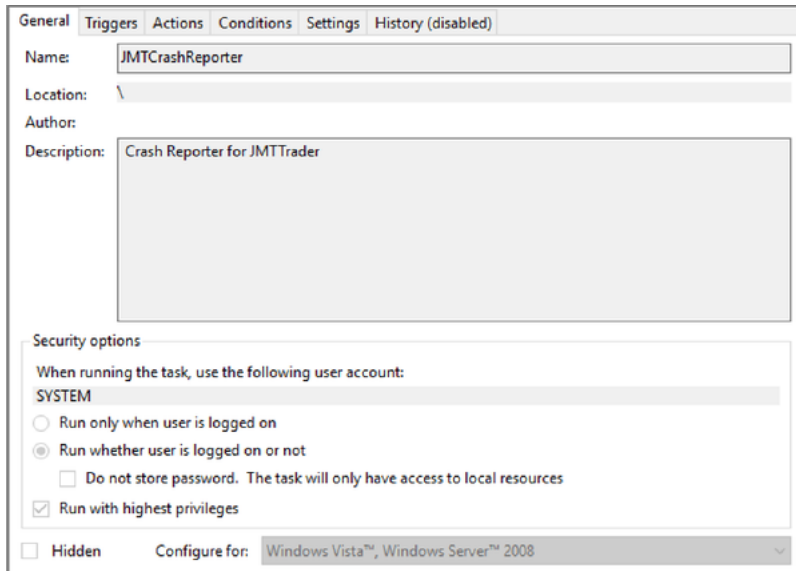 General Triggers Actions Conditions Settings History (disabled)
Name: JMTCrashReporter
Location: \
Author:
Description: Crash Reporter for JMTTrader
Security options
When running the task, use the following user account:
SYSTEM
Run only when user is logged on
Run whether user is logged on or not
Do not store password. The task will only have access to local resources
Run with highest privileges
Hidden Configure for: Windows Vista™, Windows Server™ 2008